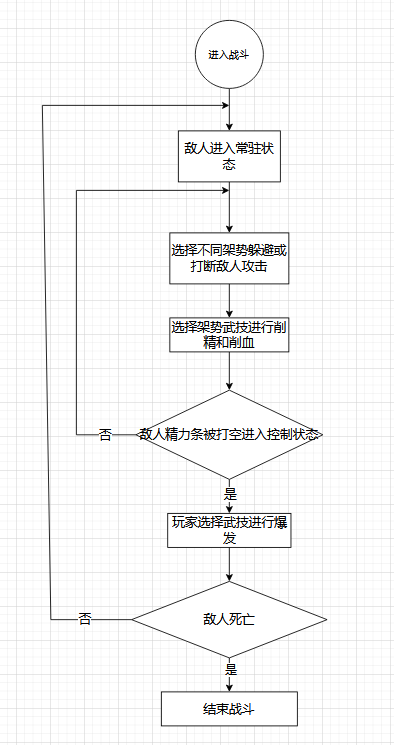 进入战斗
敌人进入常驻状
态
选择不同架势躲避或
打断敌人攻击
选择架势武技进行削
精和削血
敌人精力条被打空进入控制状态
否
是
玩家选择武技进行爆
发
敌人死亡
否
是
结束战斗